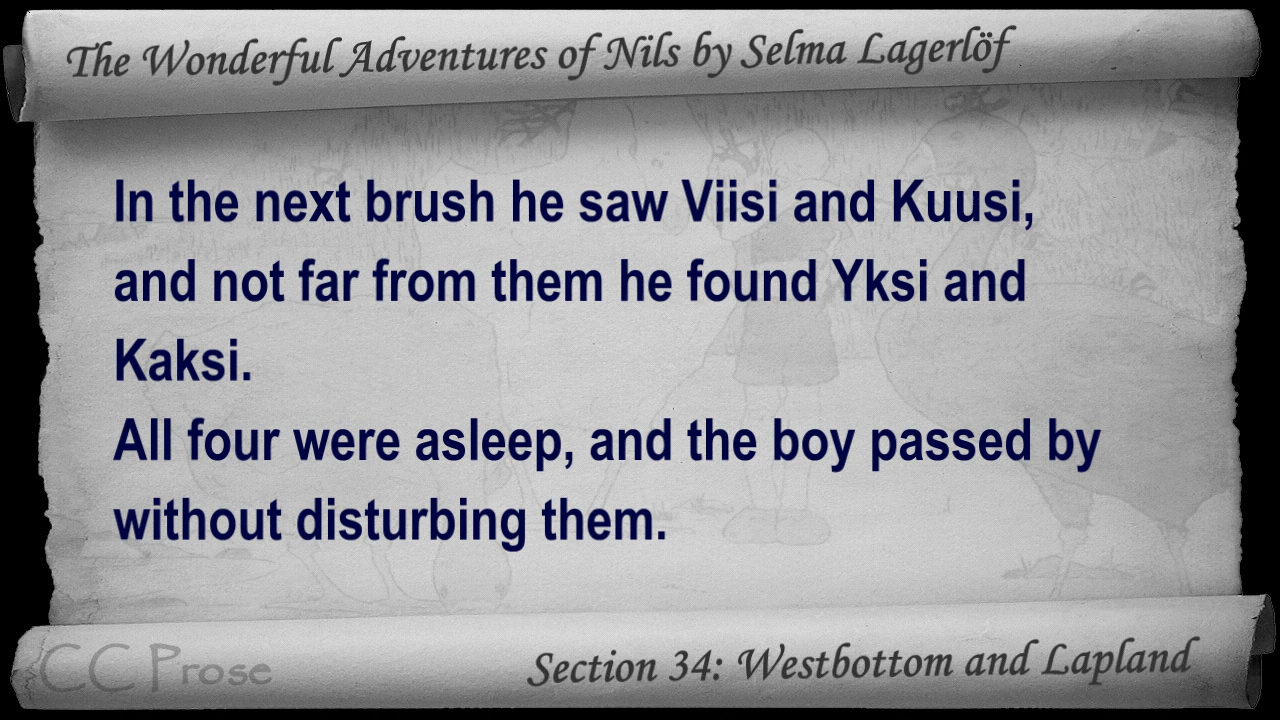 The Wonderful Adventures of Nils by Selma Lagerlöf
In the next brush he saw Viisi and Kuusi,
and not far from them he found Yksi and
Kaksi.
All four were asleep, and the boy passed by
without disturbing them.
CC Prose
Section 34: Westbottom and Lapland